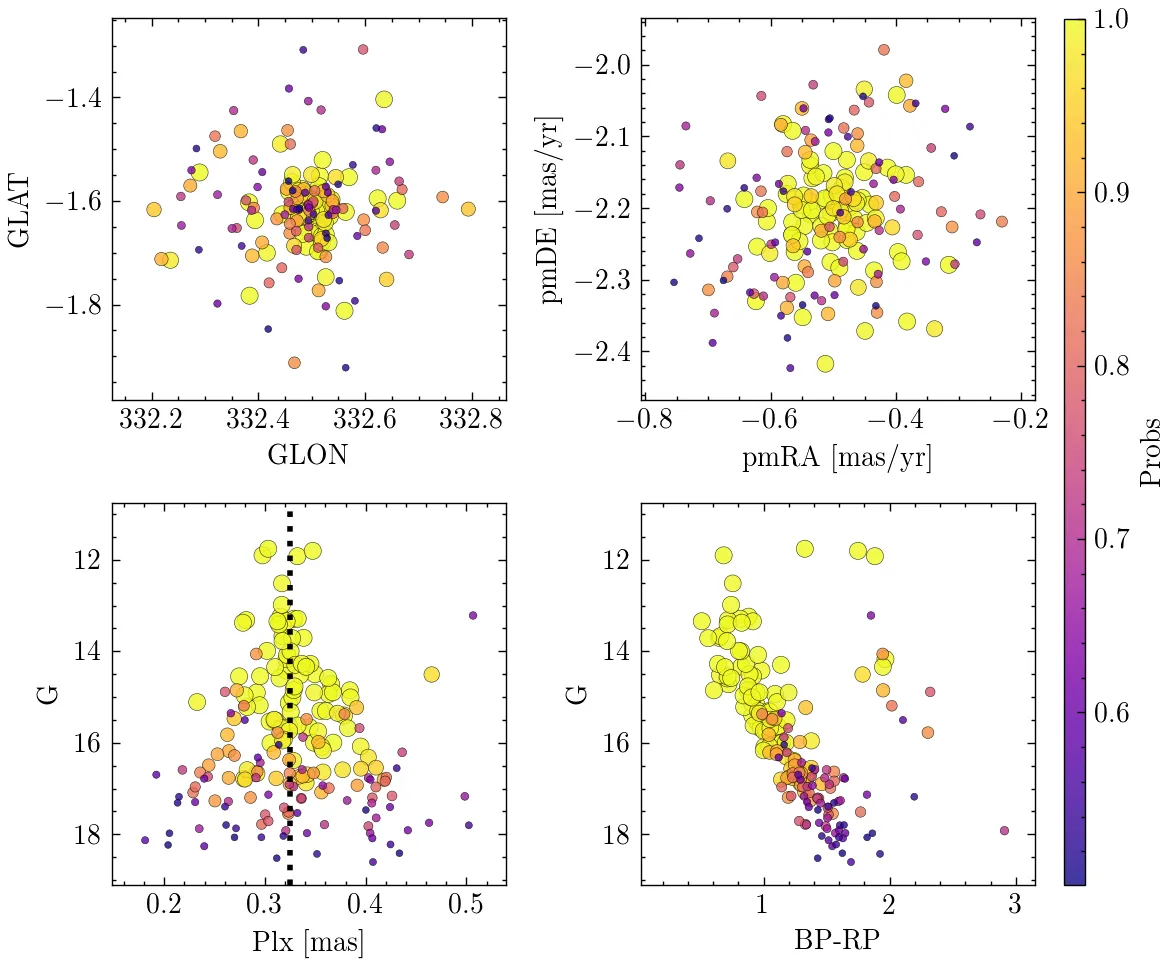 −1.4
−1.6
−1.8
GLAT
332.2 332.4 332.6 332.8
GLON
−2.0
−2.1
−2.2
−2.3
−2.4
pmDE [mas/yr]
−0.8 −0.6 −0.4 −0.2
pmRA [mas/yr]
12
14
16
18
G
0.2 0.3 0.4 0.5
Plx [mas]
12
14
16
18
G
1 2 3
BP-RP
1.0
0.9
0.8
0.7
0.6
Probs